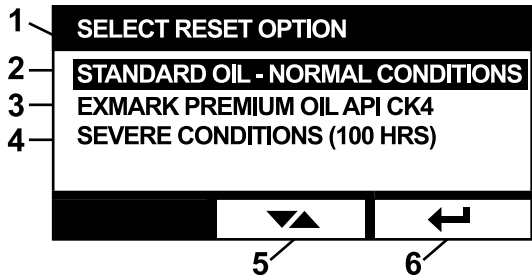 1 SELECT RESET OPTION
2 STANDARD OIL - NORMAL CONDITIONS
3 EXMARK PREMIUM OIL API CK4
4 SEVERE CONDITIONS (100 HRS)
5 6